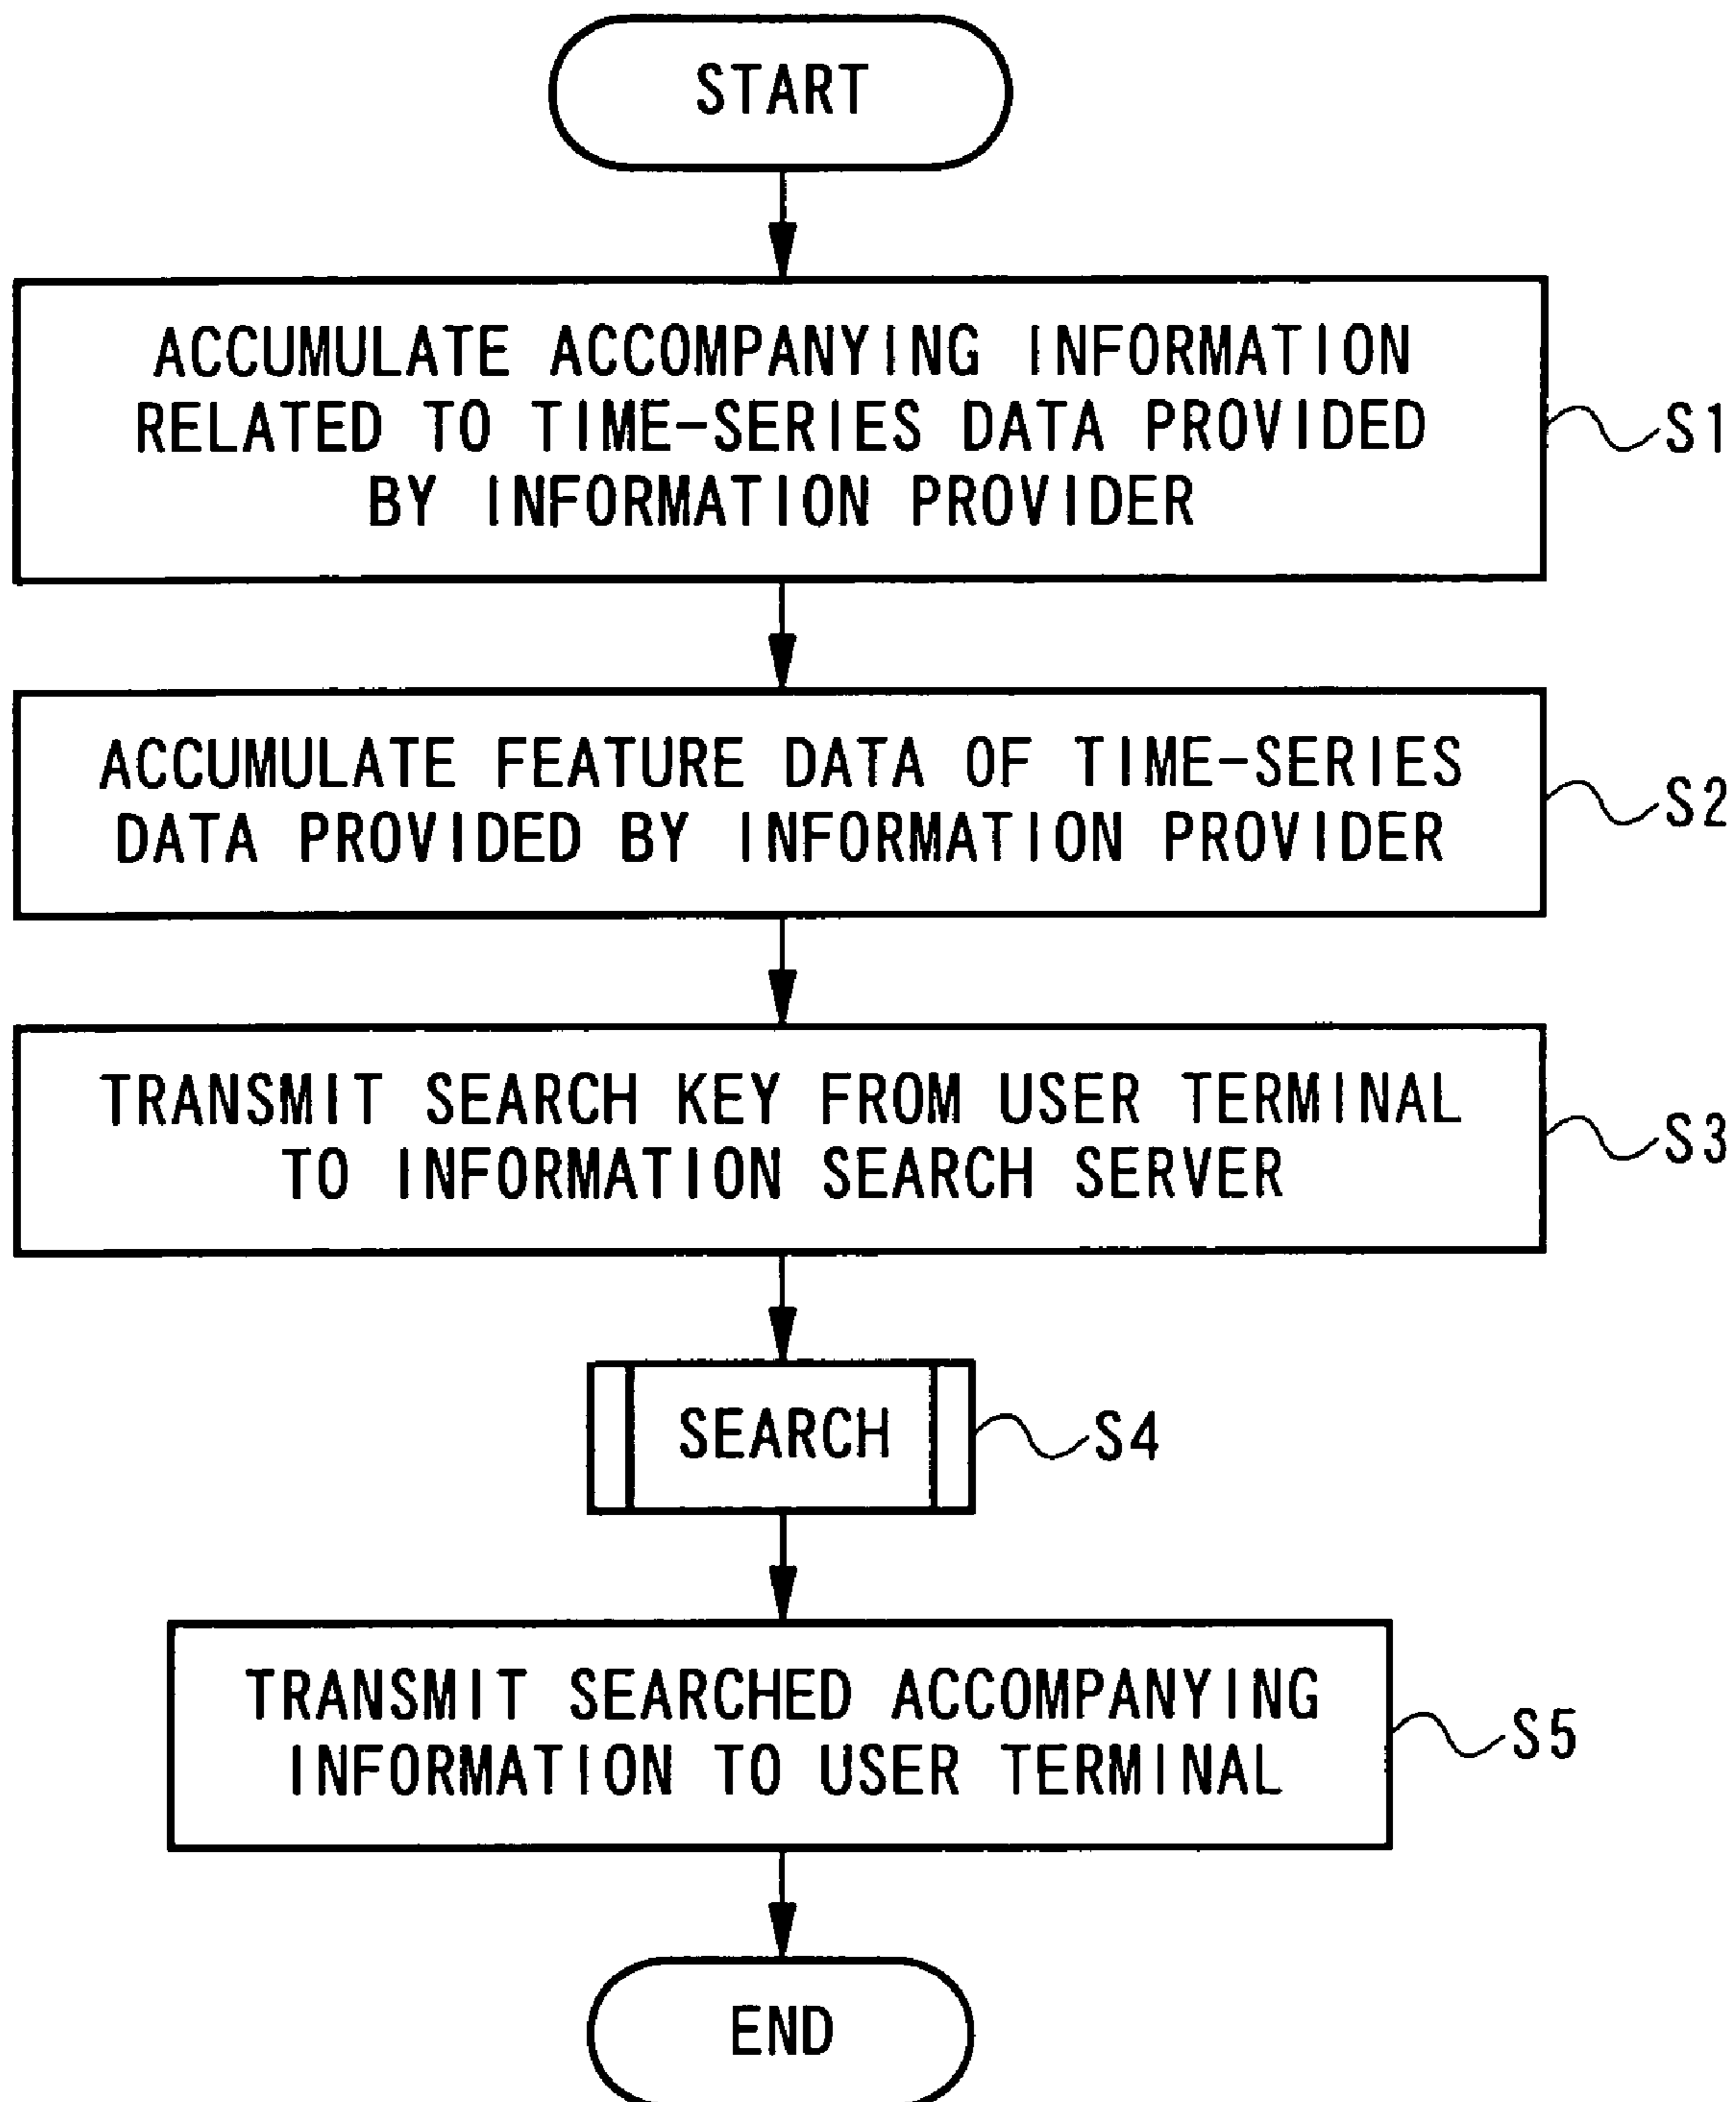 START
ACCUMULATE ACCOMPANYING INFORMATION
RELATED TO TIME-SERIES DATA PROVIDED
BY INFORMATION PROVIDER
S1
ACCUMULATE FEATURE DATA OF TIME-SERIES
DATA PROVIDED BY INFORMATION PROVIDER
S2
TRANSMIT SEARCH KEY FROM USER TERMINAL
TO INFORMATION SEARCH SERVER
S3
SEARCH
S4
TRANSMIT SEARCHED ACCOMPANYING
INFORMATION TO USER TERMINAL
S5
END